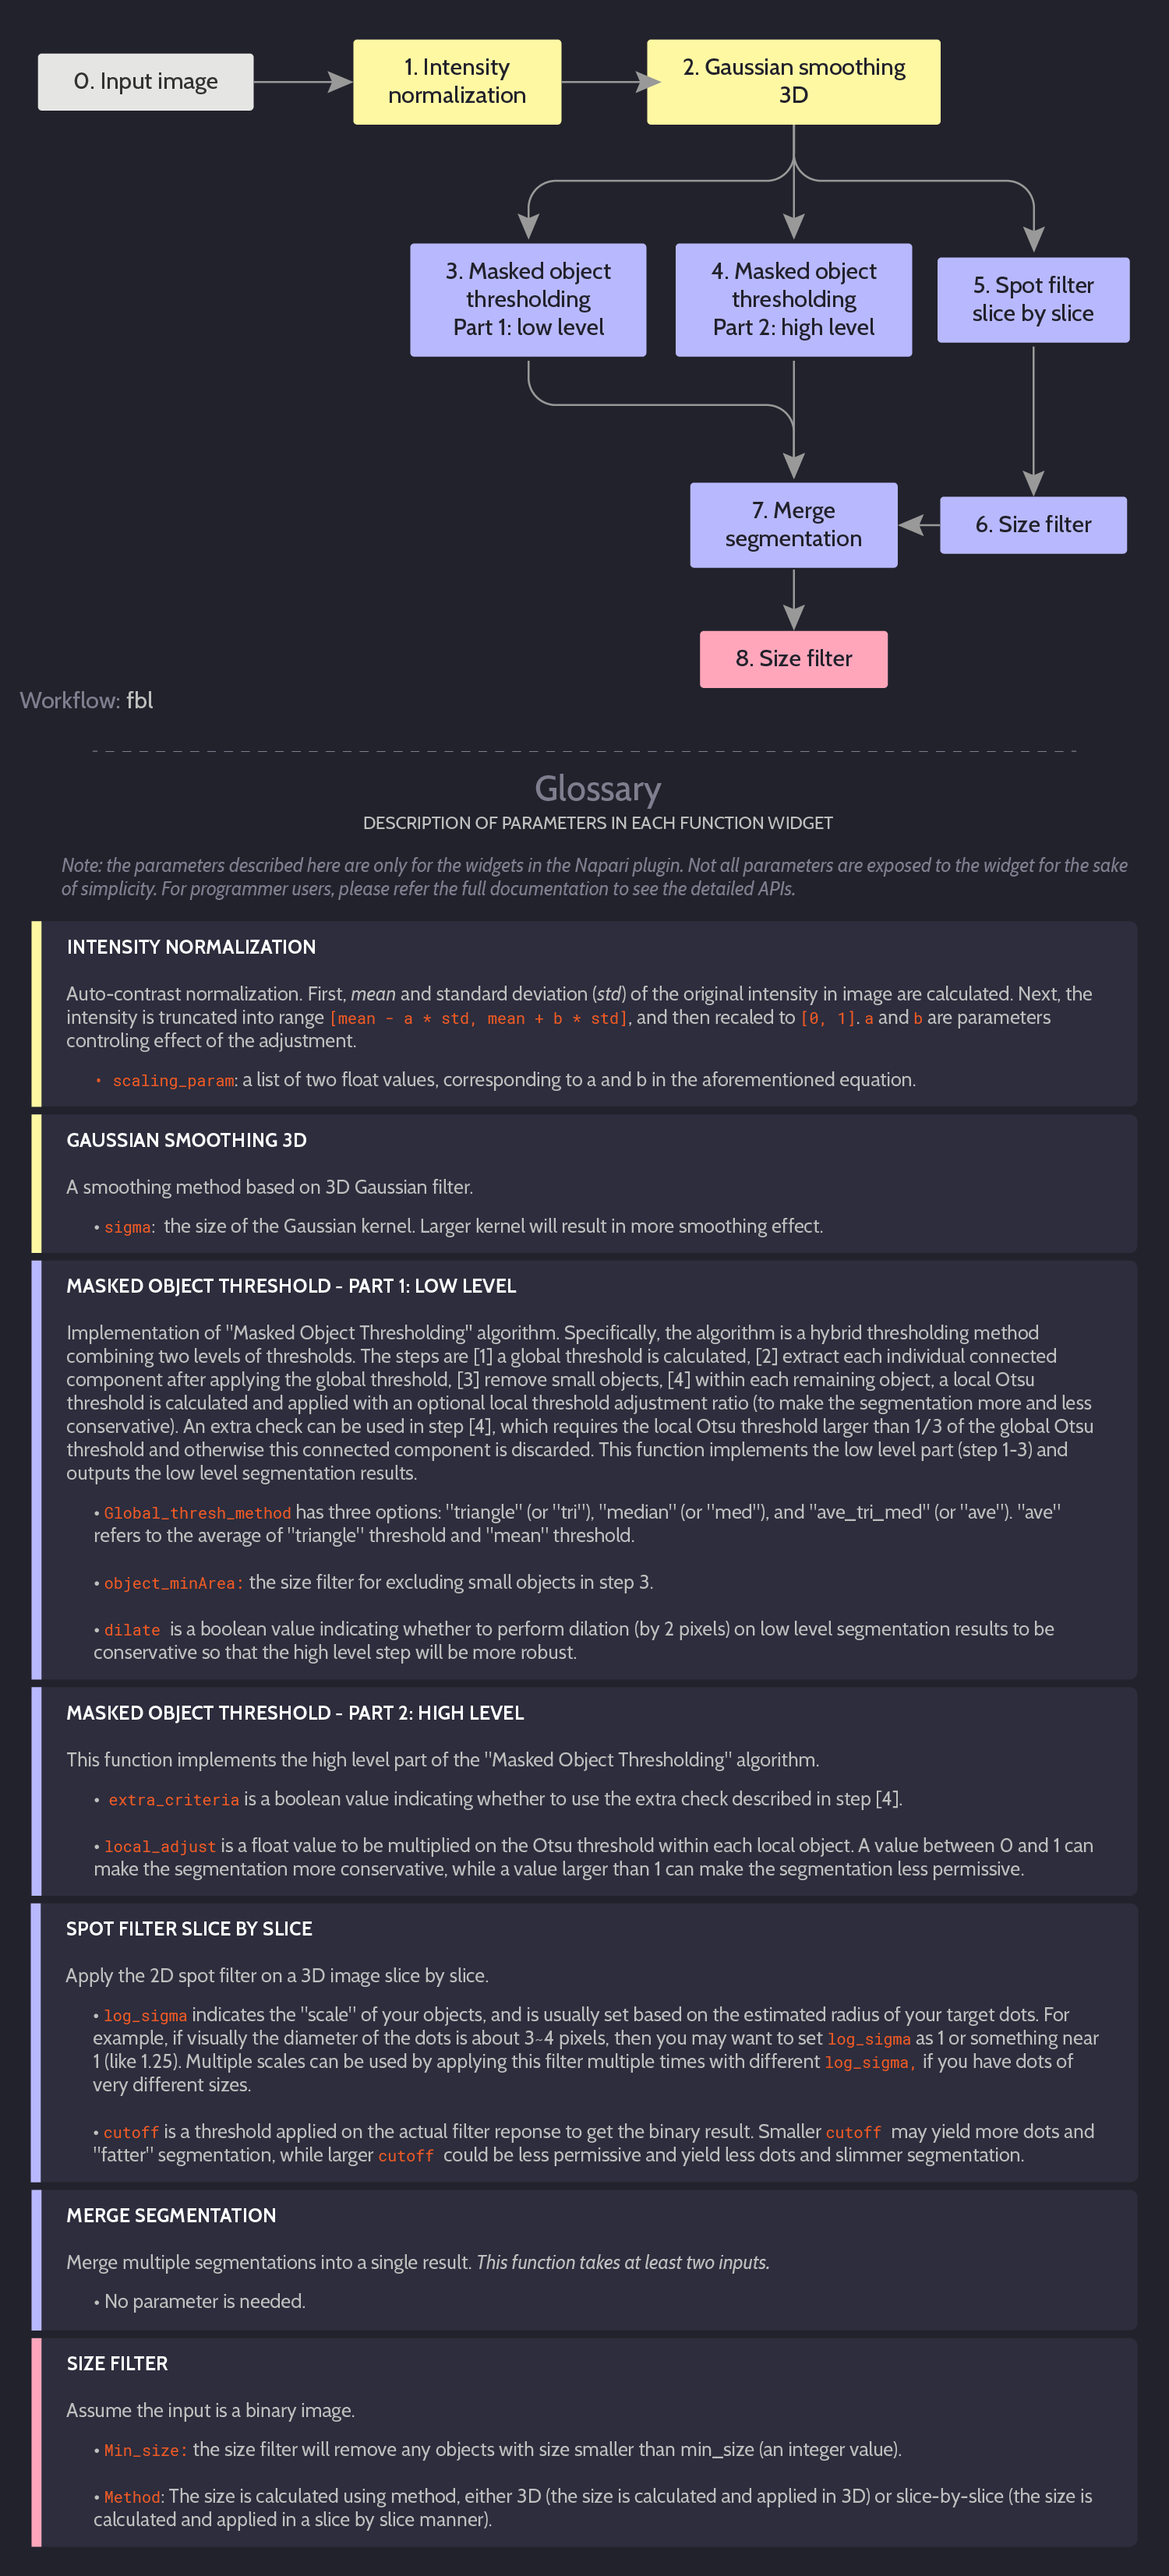 0. Input image
1. Intensity
normalization
2. Gaussian smoothing
3D
3. Masked object
thresholding
Part 1: low level
4. Masked object
thresholding
Part 2: high level
5. Spot filter
slice by slice
7. Merge
segmentation
6. Size filter
8. Size filter
Workflow: fbl
Glossary
DESCRIPTION OF PARAMETERS IN EACH FUNCTION WIDGET
Note: the parameters described here are only for the widgets in the Napari plugin. Not all parameters are exposed to the widget for the sake
of simplicity. For programmer users, please refer the full documentation to see the detailed APIs.
INTENSITY NORMALIZATION
Auto-contrast normalization. First, mean and standard deviation (std) of the original intensity in image are calculated. Next, the
intensity is truncated into range [mean - a * std, mean + b * std], and then recaled to [0, 1]. a and b are parameters
controling effect of the adjustment.
• scaling_param: a list of two float values, corresponding to a and b in the aforementioned equation.
GAUSSIAN SMOOTHING 3D
A smoothing method based on 3D Gaussian filter.
• sigma: the size of the Gaussian kernel. Larger kernel will result in more smoothing effect.
MASKED OBJECT THRESHOLD - PART 1: LOW LEVEL
Implementation of "Masked Object Thresholding" algorithm. Specifically, the algorithm is a hybrid thresholding method
combining two levels of thresholds. The steps are [1] a global threshold is calculated, [2] extract each individual connected
component after applying the global threshold, [3] remove small objects, [4] within each remaining object, a local Otsu
threshold is calculated and applied with an optional local threshold adjustment ratio (to make the segmentation more and less
conservative). An extra check can be used in step [4], which requires the local Otsu threshold larger than 1/3 of the global Otsu
threshold and otherwise this connected component is discarded. This function implements the low level part (step 1-3) and
outputs the low level segmentation results.
• Global_thresh_method has three options: "triangle" (or "tri"), "median" (or "med"), and "ave_tri_med" (or "ave"). "ave"
refers to the average of "triangle" threshold and "mean" threshold.
• object_minArea: the size filter for excluding small objects in step 3.
• dilate is a boolean value indicating whether to perform dilation (by 2 pixels) on low level segmentation results to be
conservative so that the high level step will be more robust.
MASKED OBJECT THRESHOLD - PART 2: HIGH LEVEL
This function implements the high level part of the "Masked Object Thresholding" algorithm.
• extra_criteria is a boolean value indicating whether to use the extra check described in step [4].
• local_adjust is a float value to be multiplied on the Otsu threshold within each local object. A value between 0 and 1 can
make the segmentation more conservative, while a value larger than 1 can make the segmentation less permissive.
SPOT FILTER SLICE BY SLICE
Apply the 2D spot filter on a 3D image slice by slice.
• log_sigma indicates the "scale" of your objects, and is usually set based on the estimated radius of your target dots. For
example, if visually the diameter of the dots is about 3~4 pixels, then you may want to set log_sigma as 1 or something near
1 (like 1.25). Multiple scales can be used by applying this filter multiple times with different log_sigma, if you have dots of
very different sizes.
• cutoff is a threshold applied on the actual filter reponse to get the binary result. Smaller cutoff may yield more dots and
"fatter" segmentation, while larger cutoff could be less permissive and yield less dots and slimmer segmentation.
MERGE SEGMENTATION
Merge multiple segmentations into a single result. This function takes at least two inputs.
• No parameter is needed.
SIZE FILTER
Assume the input is a binary image.
• Min_size: the size filter will remove any objects with size smaller than min_size (an integer value).
• Method: The size is calculated using method, either 3D (the size is calculated and applied in 3D) or slice-by-slice (the size is
calculated and applied in a slice by slice manner).